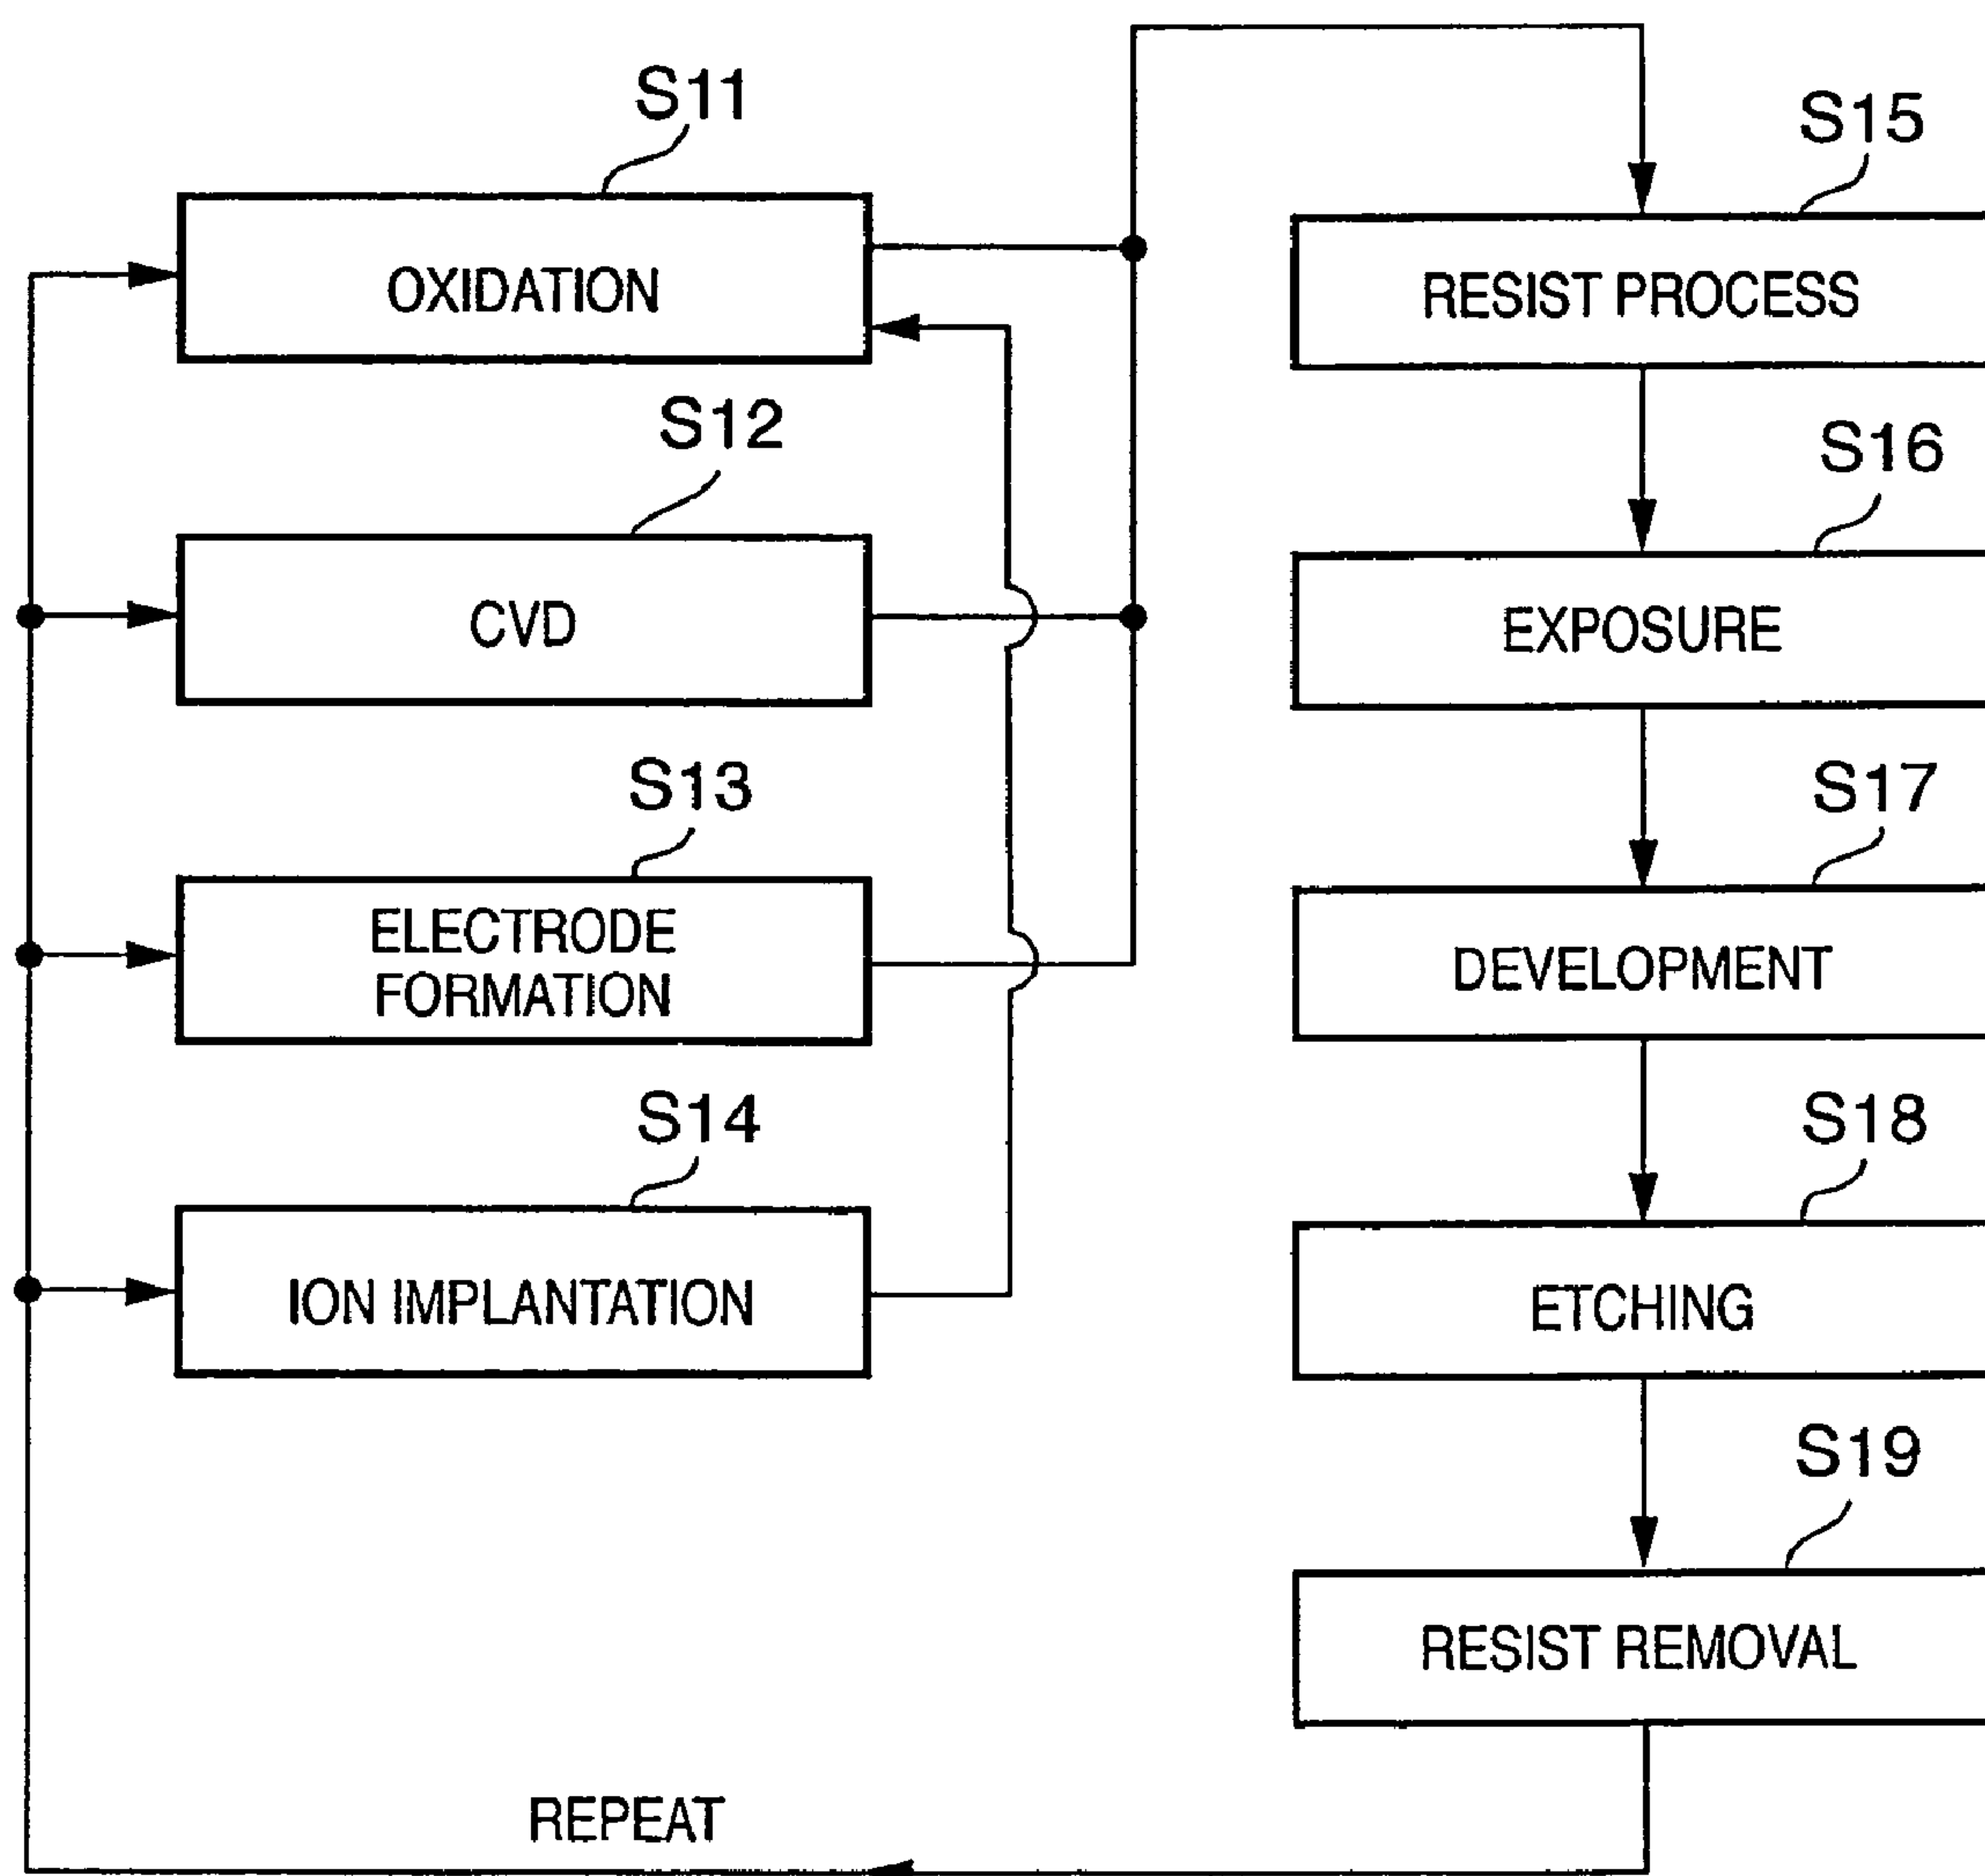 S11
OXIDATION
S12
CVD
S13
ELECTRODE
FORMATION
S14
ION IMPLANTATION
S15
RESIST PROCESS
S16
EXPOSURE
S17
DEVELOPMENT
S18
ETCHING
S19
RESIST REMOVAL
REPEAT